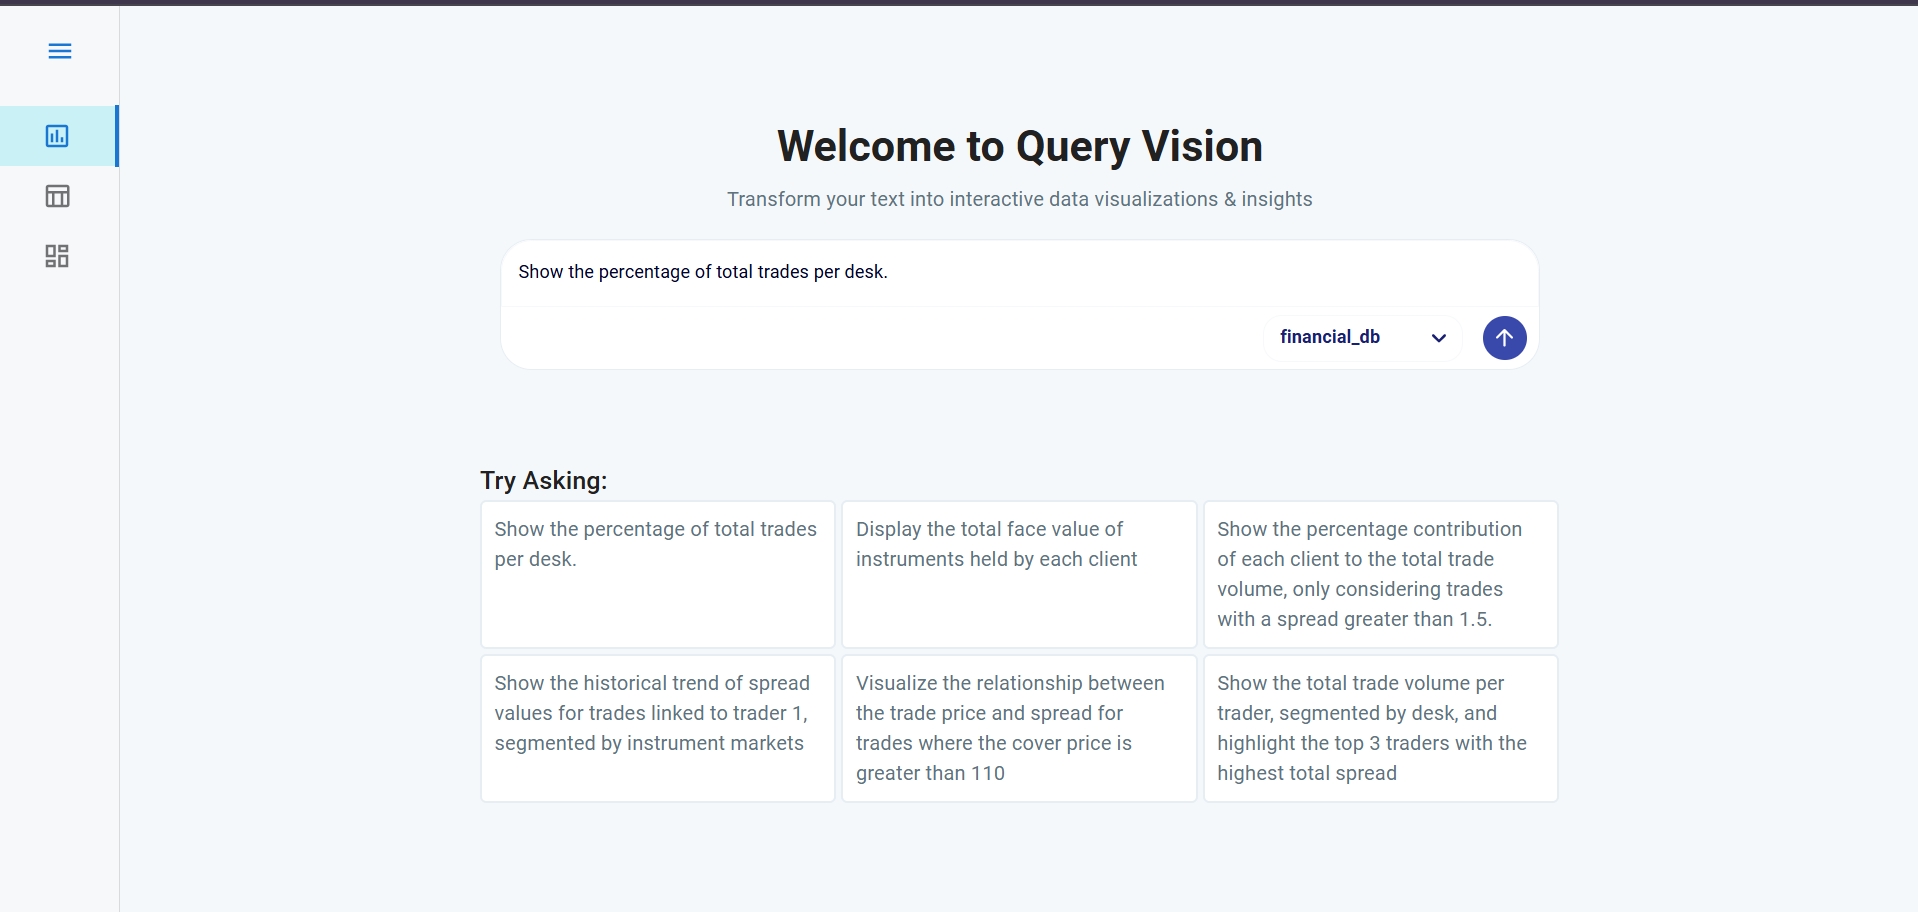 Welcome to Query Vision
Transform your text into interactive data visualizations & insights
Show the percentage of total trades per desk.
financial_db
Try Asking:
Show the percentage of total trades
per desk.
Display the total face value of
instruments held by each client
Show the percentage contribution
of each client to the total trade
volume, only considering trades
with a spread greater than 1.5.
Show the historical trend of spread
values for trades linked to trader 1,
segmented by instrument markets
Visualize the relationship between
the trade price and spread for
trades where the cover price is
greater than 110
Show the total trade volume per
trader, segmented by desk, and
highlight the top 3 traders with the
highest total spread